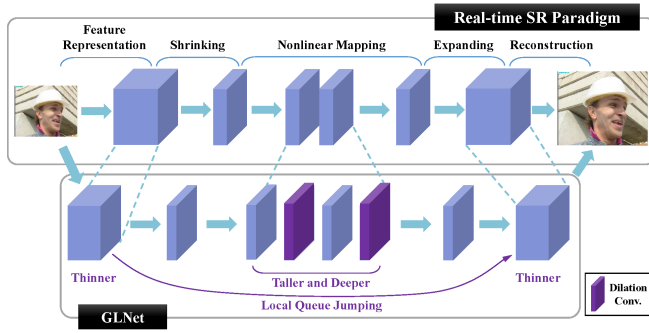 Real-time SR Paradigm
Feature
Representation
Shrinking
Nonlinear Mapping
Expanding
Reconstruction
Thinner
Taller and Deeper
Thinner
Local Queue Jumping
GLNet
Dilation
Conv.